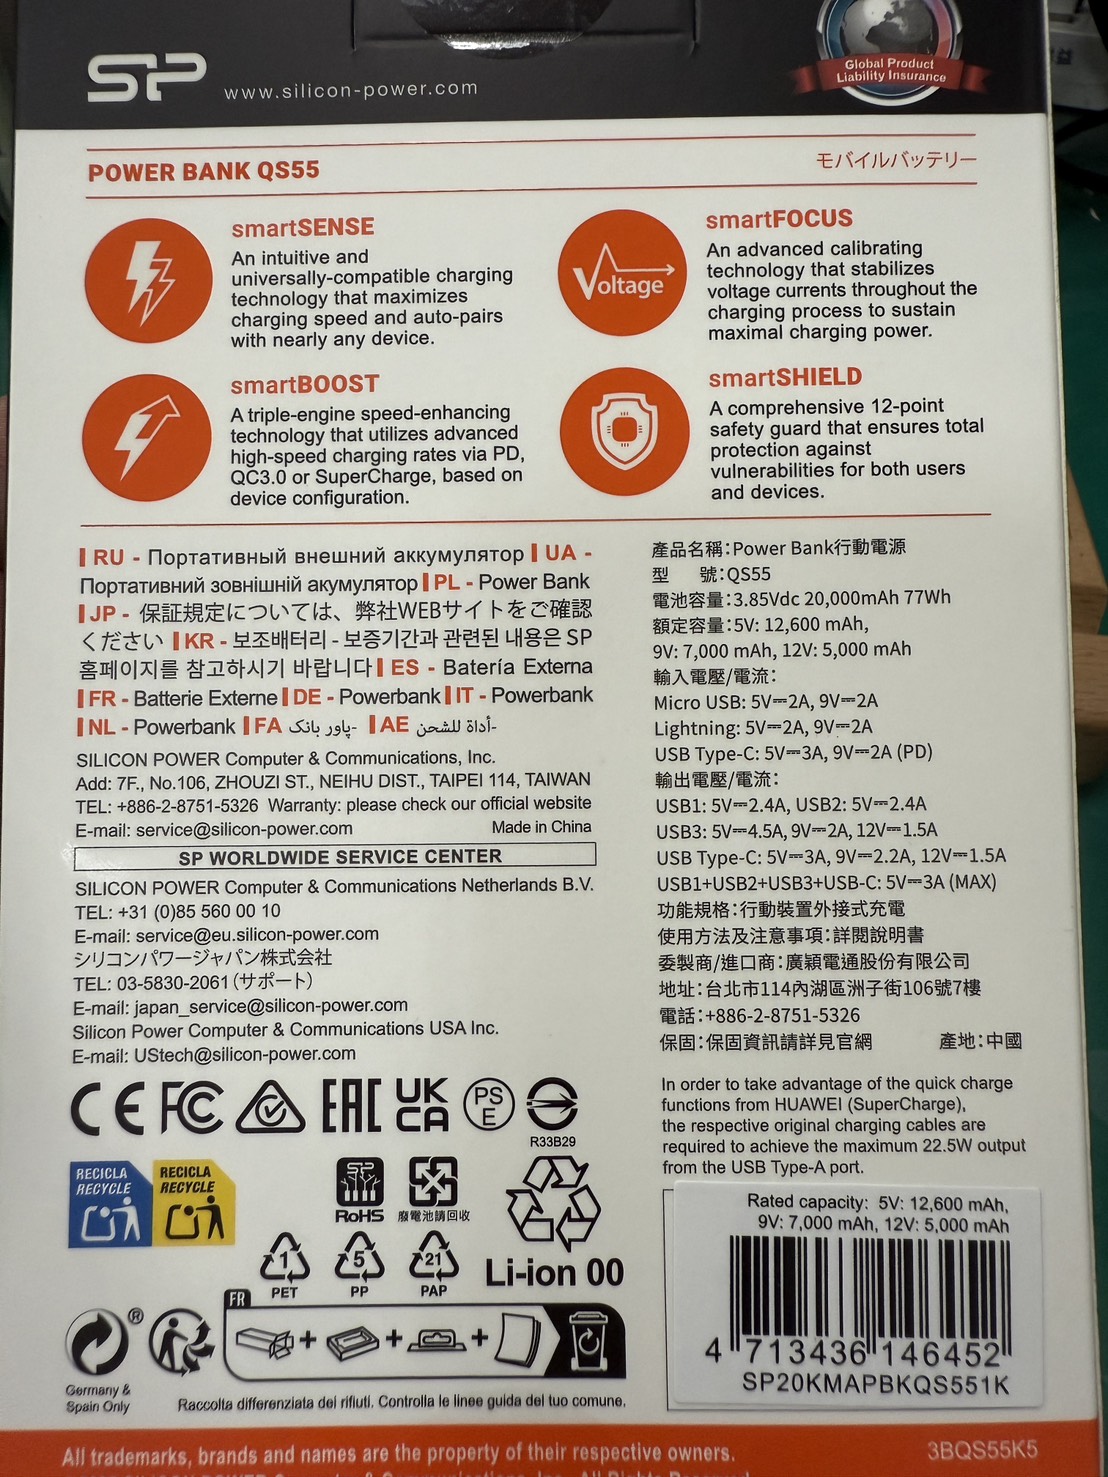 SP www.silicon-power.com
Global Product
Liability Insurance
POWER BANK QS55
モバイルバッテリー
smartSENSE
An intuitive and
universally-compatible charging
technology that maximizes
charging speed and auto-pairs
with nearly any device.
smartFOCUS
Voltage
An advanced calibrating
technology that stabilizes
voltage currents throughout the
charging process to sustain
maximal charging power.
smartBOOST
A triple-engine speed-enhancing
technology that utilizes advanced
high-speed charging rates via PD,
QC3.0 or SuperCharge, based on
device configuration.
smartSHIELD
A comprehensive 12-point
safety guard that ensures total
protection against
vulnerabilities for both users
and devices.
RU - Портативный внешний аккумулятор UA -
Портативний зовнішній акумулятор PL - Power Bank
JP - 保証規定については、弊社WEBサイトをご確認
ください KR - 보조배터리 - 보증기간과 관련된 내용은 SP
홈페이지를 참고하시기 바랍니다 ES - Batería Externa
FR - Batterie Externe DE - Powerbank IT - Powerbank
NL - Powerbank FA پاور بانک- AE أداة للشحن-
SILICON POWER Computer & Communications, Inc.
Add: 7F., No.106, ZHOUZI ST., NEIHU DIST., TAIPEI 114, TAIWAN
TEL: +886-2-8751-5326 Warranty: please check our official website
E-mail: service@silicon-power.com Made in China
SP WORLDWIDE SERVICE CENTER
SILICON POWER Computer & Communications Netherlands B.V.
TEL: +31 (0)85 560 00 10
E-mail: service@eu.silicon-power.com
シリコンパワージャパン株式会社
TEL: 03-5830-2061(サポート)
E-mail: japan_service@silicon-power.com
Silicon Power Computer & Communications USA Inc.
E-mail: UStech@silicon-power.com
產品名稱:Power Bank行動電源
型 號:QS55
電池容量:3.85Vdc 20,000mAh 77Wh
額定容量:5V: 12,600 mAh,
9V: 7,000 mAh, 12V: 5,000 mAh
輸入電壓/電流:
Micro USB: 5V⎓2A, 9V⎓2A
Lightning: 5V⎓2A, 9V⎓2A
USB Type-C: 5V⎓3A, 9V⎓2A (PD)
輸出電壓/電流:
USB1: 5V⎓2.4A, USB2: 5V⎓2.4A
USB3: 5V⎓4.5A, 9V⎓2A, 12V⎓1.5A
USB Type-C: 5V⎓3A, 9V⎓2.2A, 12V⎓1.5A
USB1+USB2+USB3+USB-C: 5V⎓3A (MAX)
功能規格:行動裝置外接式充電
使用方法及注意事項:詳閱說明書
委製商/進口商:廣穎電通股份有限公司
地址:台北市114內湖區洲子街106號7樓
電話:+886-2-8751-5326
保固:保固資訊請詳見官網 產地:中國
In order to take advantage of the quick charge
functions from HUAWEI (SuperCharge),
the respective original charging cables are
required to achieve the maximum 22.5W output
from the USB Type-A port.
CE FC EAC UK CA PS E
R33B29
RECICLA
RECYCLE
RECICLA
RECYCLE
SP
RoHS
廢電池請回收
1
PET
5
PP
21
PAP
Li-ion 00
FR
®
Germany &
Spain Only
Raccolta differenziata dei rifiuti. Controlla le linee guida del tuo comune.
Rated capacity: 5V: 12,600 mAh,
9V: 7,000 mAh, 12V: 5,000 mAh
4 713436 146452
SP20KMAPBKQS551K
All trademarks, brands and names are the property of their respective owners.
3BQS55K5